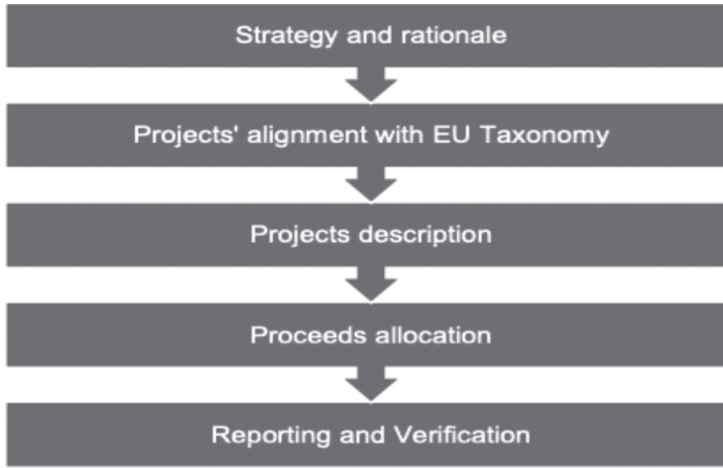 Strategy and rationale
Projects' alignment with EU Taxonomy
Projects description
Proceeds allocation
Reporting and Verification